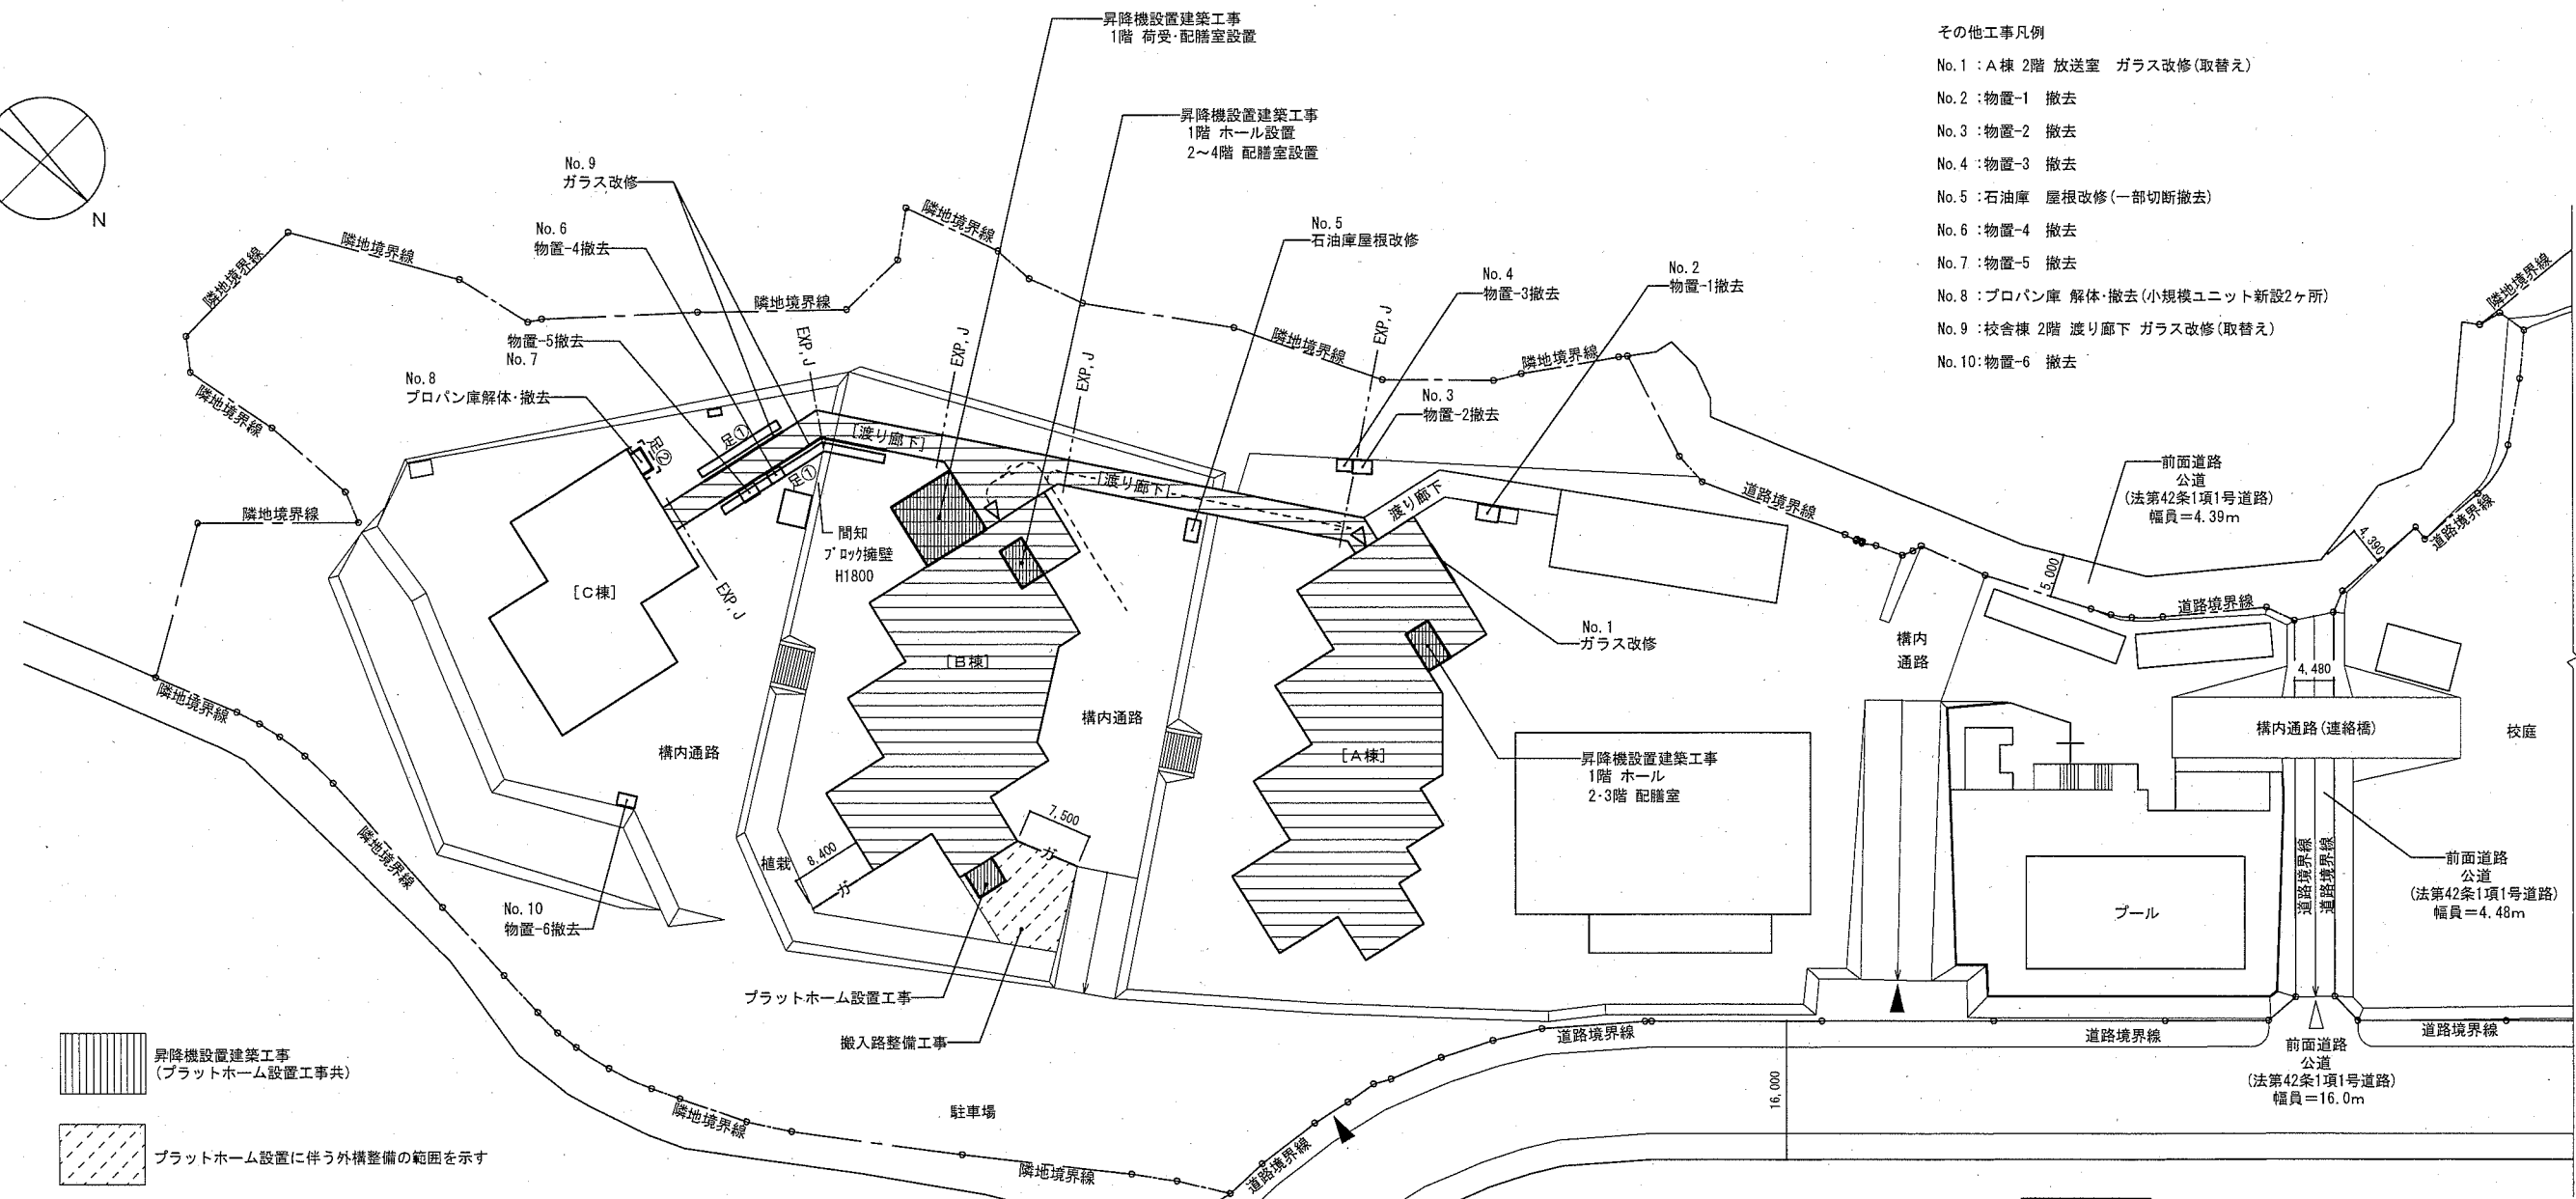 昇降機設置建築工事
1階 荷受・配膳室設置
昇降機設置建築工事
1階 ホール設置
2～4階 配膳室設置
その他工事凡例
No.1 :A棟 2階 放送室　ガラス改修(取替え)
No.2 :物置-1　撤去
No.3 :物置-2　撤去
No.4 :物置-3　撤去
No.5 :石油庫　屋根改修(一部切断撤去)
No.6 :物置-4　撤去
No.7 :物置-5　撤去
No.8 :プロパン庫 解体・撤去(小規模ユニット新設2ヶ所)
No.9 :校舎棟 2階 渡り廊下 ガラス改修(取替え)
No.10:物置-6　撤去
N
No.9
ガラス改修
No.6
物置-4撤去
物置-5撤去
No.7
No.8
プロパン庫解体・撤去
No.5
石油庫屋根改修
No.4
物置-3撤去
No.3
物置-2撤去
No.2
物置-1撤去
隣地境界線
隣地境界線
隣地境界線
隣地境界線
隣地境界線
隣地境界線
隣地境界線
隣地境界線
隣地境界線
EXP,J
EXP,J
EXP,J
EXP,J
EXP,J
足①
足①
足②
[渡り廊下]
[渡り廊下]
渡り廊下
間知
ブロック擁壁
H1800
[C棟]
[B棟]
[A棟]
No.1
ガラス改修
道路境界線
前面道路
公道
(法第42条1項1号道路)
幅員=4.39m
4,390
道路境界線
5,000
道路境界線
構内
通路
4,480
構内通路(連絡橋)
校庭
構内通路
構内通路
昇降機設置建築工事
1階 ホール
2・3階 配膳室
隣地境界線
隣地境界線
植栽
8,400
ガ
7,500
ガ
No.10
物置-6撤去
プラットホーム設置工事
搬入路整備工事
プール
道路境界線
道路境界線
前面道路
公道
(法第42条1項1号道路)
幅員=4.48m
道路境界線
道路境界線
道路境界線
前面道路
公道
(法第42条1項1号道路)
幅員=16.0m
16,000
駐車場
隣地境界線
隣地境界線
道路境界線
昇降機設置建築工事
(プラットホーム設置工事共)
プラットホーム設置に伴う外構整備の範囲を示す